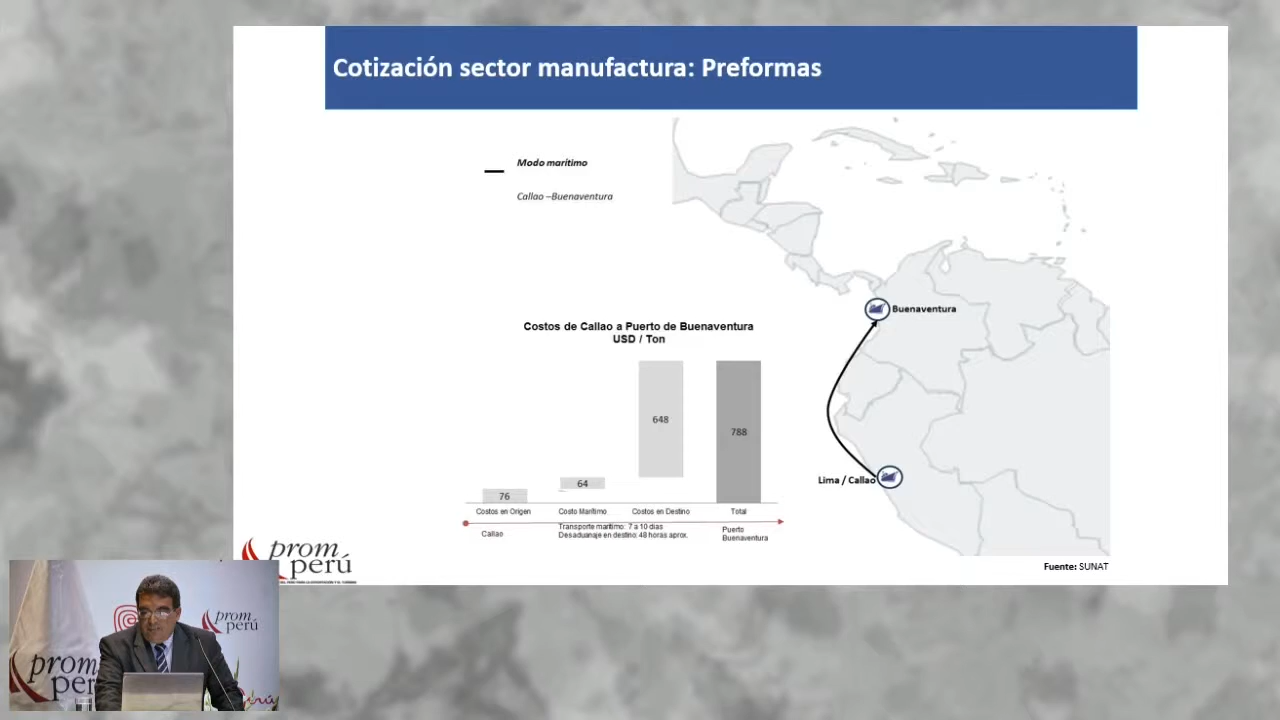 Cotización sector manufactura: Preformas
Modo marítimo
Callao –Buenaventura
Buenaventura
Lima / Callao
Costos de Callao a Puerto de Buenaventura
USD / Ton
648
788
64
76
Costos en Origen
Costo Marítimo
Costos en Destino
Total
Callao
Transporte marítimo: 7 a 10 días
Desaduanaje en destino: 48 horas aprox.
Puerto
Buenaventura
Fuente: SUNAT
prom
perú
prom
perú
prom
per